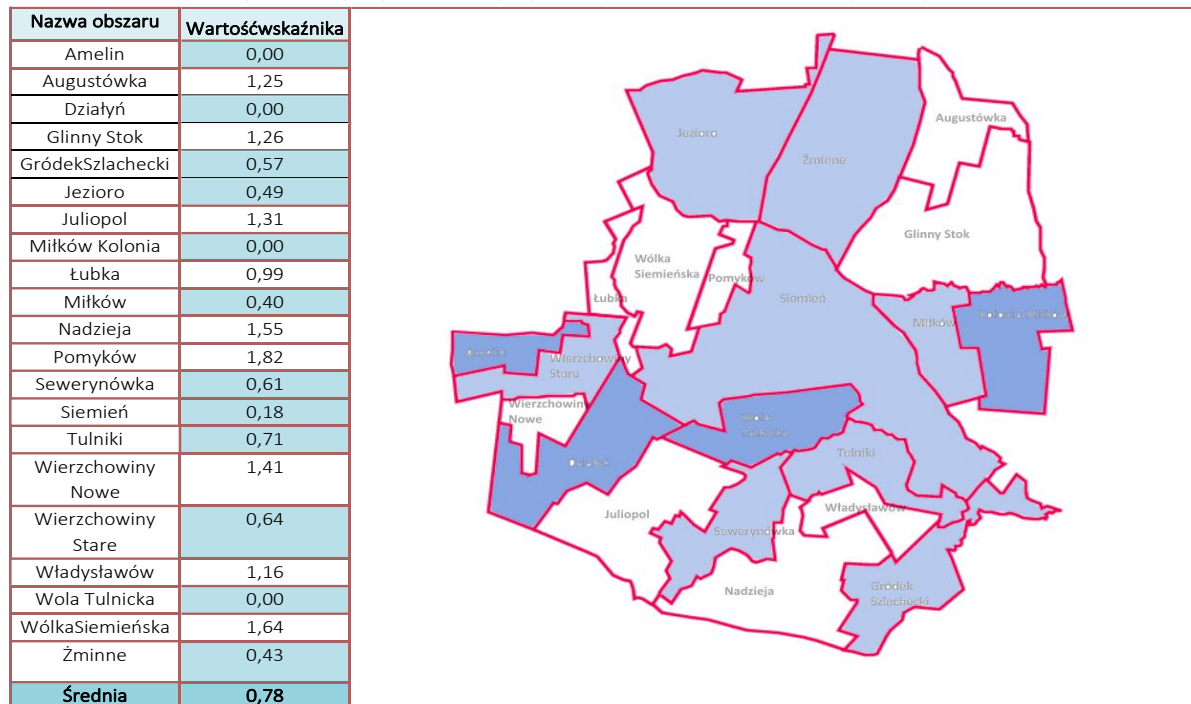 Nazwa obszaru Wartośćwskaźnika
Amelin 0,00
Augustówka 1,25
Działyń 0,00
Glinny Stok 1,26
GródekSzlachecki 0,57
Jezioro 0,49
Juliopol 1,31
Miłków Kolonia 0,00
Łubka 0,99
Miłków 0,40
Nadzieja 1,55
Pomyków 1,82
Sewerynówka 0,61
Siemień 0,18
Tulniki 0,71
Wierzchowiny
Nowe 1,41
Wierzchowiny
Stare 0,64
Władysławów 1,16
Wola Tulnicka 0,00
WólkaSiemieńska 1,64
Żminne 0,43
Średnia 0,78
Augustówka
Jezioro
Żminne
Glinny Stok
Wólka
Siemieńska
Pomyków
Siemień
Łubka
Miłków
Wierzchowiny
Wierzchowiny
Nowe
Tulniki
Juliopol
Władysławów
Sewerynówka
Nadzieja
Gródek
Szlachecki